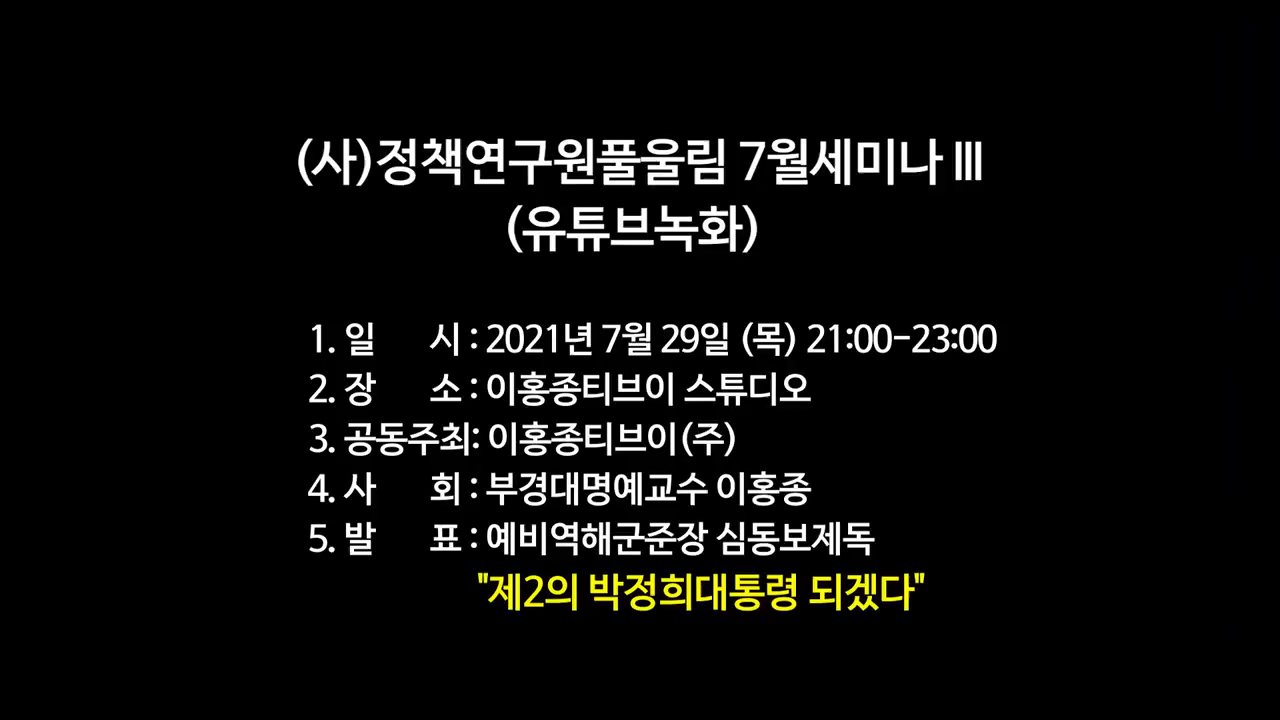 (사)정책연구원풀울림 7월세미나 III
(유튜브녹화)
1. 일 시 : 2021년 7월 29일 (목) 21:00-23:00
2. 장 소 : 이홍종티브이 스튜디오
3. 공동주최: 이홍종티브이(주)
4. 사 회 : 부경대명예교수 이홍종
5. 발 표 : 예비역해군준장 심동보제독
"제2의 박정희대통령 되겠다"